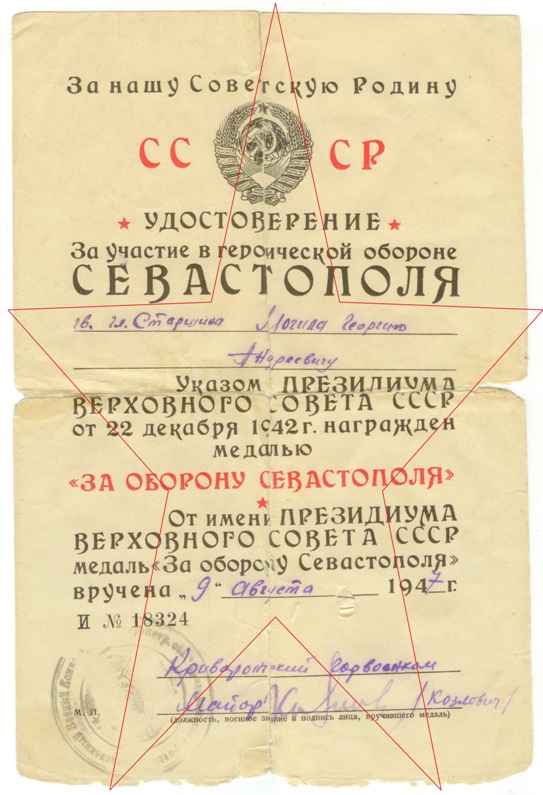 За нашу Советскую Родину
СС СР
УДОСТОВЕРЕНИЕ
За участие в героической обороне
СЕВАСТОПОЛЯ
гв. гл. Старшина Могила Георгию
Андреевичу
Указом ПРЕЗИДИУМА
ВЕРХОВНОГО СОВЕТА СССР
от 22 декабря 1942 г. награжден
медалью
«ЗА ОБОРОНУ СЕВАСТОПОЛЯ»
От имени ПРЕЗИДИУМА
ВЕРХОВНОГО СОВЕТА СССР
медаль «За оборону Севастополя»
вручена „9" Августа 1947 г.
И № 18324
Криворожский Горвоенком
Майор /Козлович/
М. П.
(должность, военное звание и подпись лица, вручившего медаль)